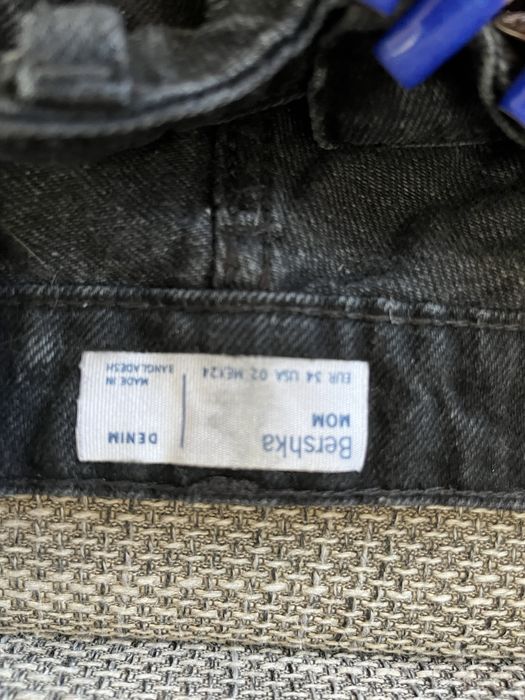 Bershka
MOM
EUR 34 USA 02 MEX24
DENIM
MADE IN
BANGLADESH